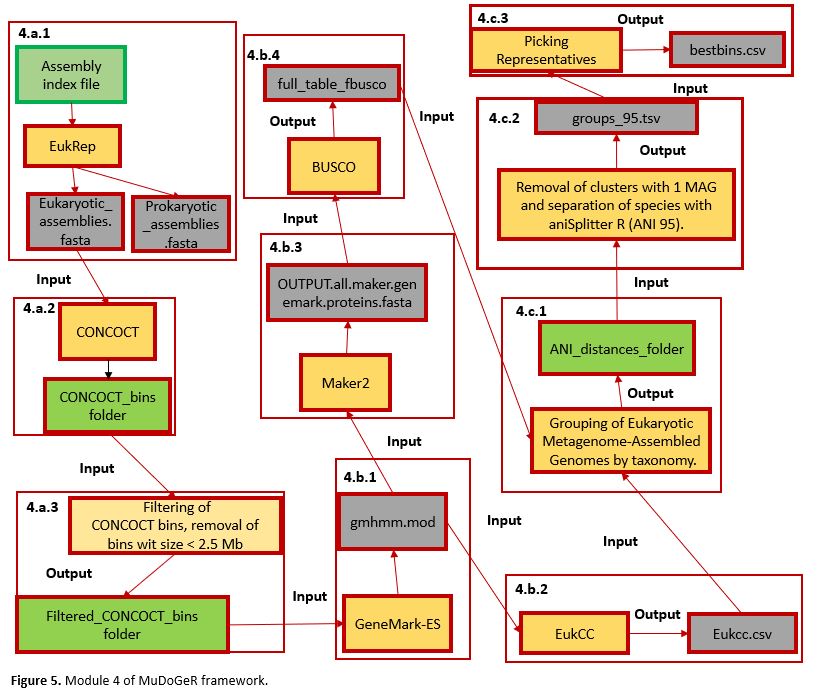 4.a.1
Assembly
index file
EukRep
Eukaryotic_
assemblies.
fasta
Prokaryotic
_assemblies
.fasta
Input
4.a.2
CONCOCT
CONCOCT_bins
folder
Input
4.a.3
Filtering of
CONCOCT bins, removal of
bins wit size < 2.5 Mb
Output
Filtered_CONCOCT_bins
folder
Input
4.b.1
gmhmm.mod
GeneMark-ES
Input
Input
4.b.2
EukCC
Output
Eukcc.csv
Input
4.b.3
OUTPUT.all.maker.gen
emark.proteins.fasta
Maker2
Input
4.b.4
full_table_fbusco
Output
BUSCO
Input
4.c.1
ANI_distances_folder
Output
Grouping of Eukaryotic
Metagenome-Assembled
Genomes by taxonomy.
Input
4.c.2
groups_95.tsv
Output
Removal of clusters with 1 MAG
and separation of species with
aniSplitter R (ANI 95).
Input
4.c.3
Picking
Representatives
Output
bestbins.csv
Figure 5. Module 4 of MuDoGeR framework.